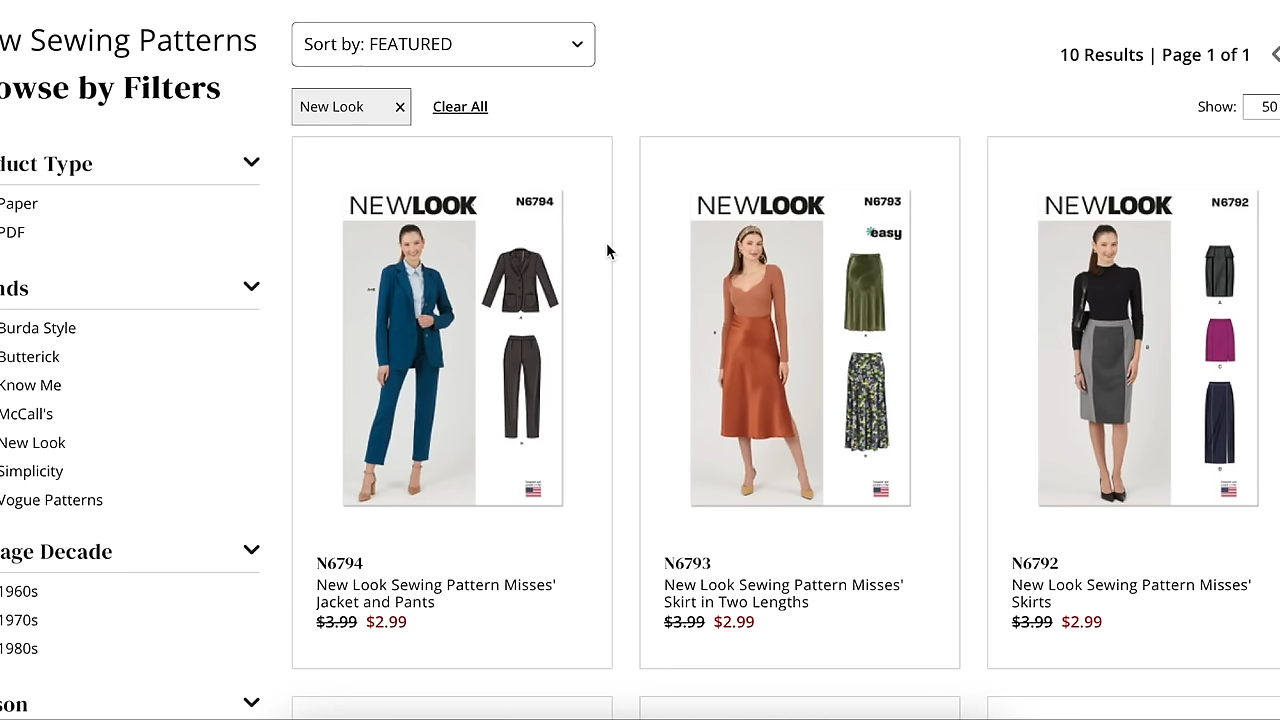 w Sewing Patterns
owse by Filters
duct Type
Paper
PDF
nds
Burda Style
Butterick
Know Me
McCall's
New Look
Simplicity
Vogue Patterns
age Decade
1960s
1970s
1980s
son
Sort by: FEATURED
10 Results | Page 1 of 1
New Look
Clear All
Show: 50
NEWLOOK N6794
N6794
New Look Sewing Pattern Misses'
Jacket and Pants
$3.99 $2.99
NEWLOOK N6793
easy
N6793
New Look Sewing Pattern Misses'
Skirt in Two Lengths
$3.99 $2.99
NEWLOOK N6792
N6792
New Look Sewing Pattern Misses'
Skirts
$3.99 $2.99